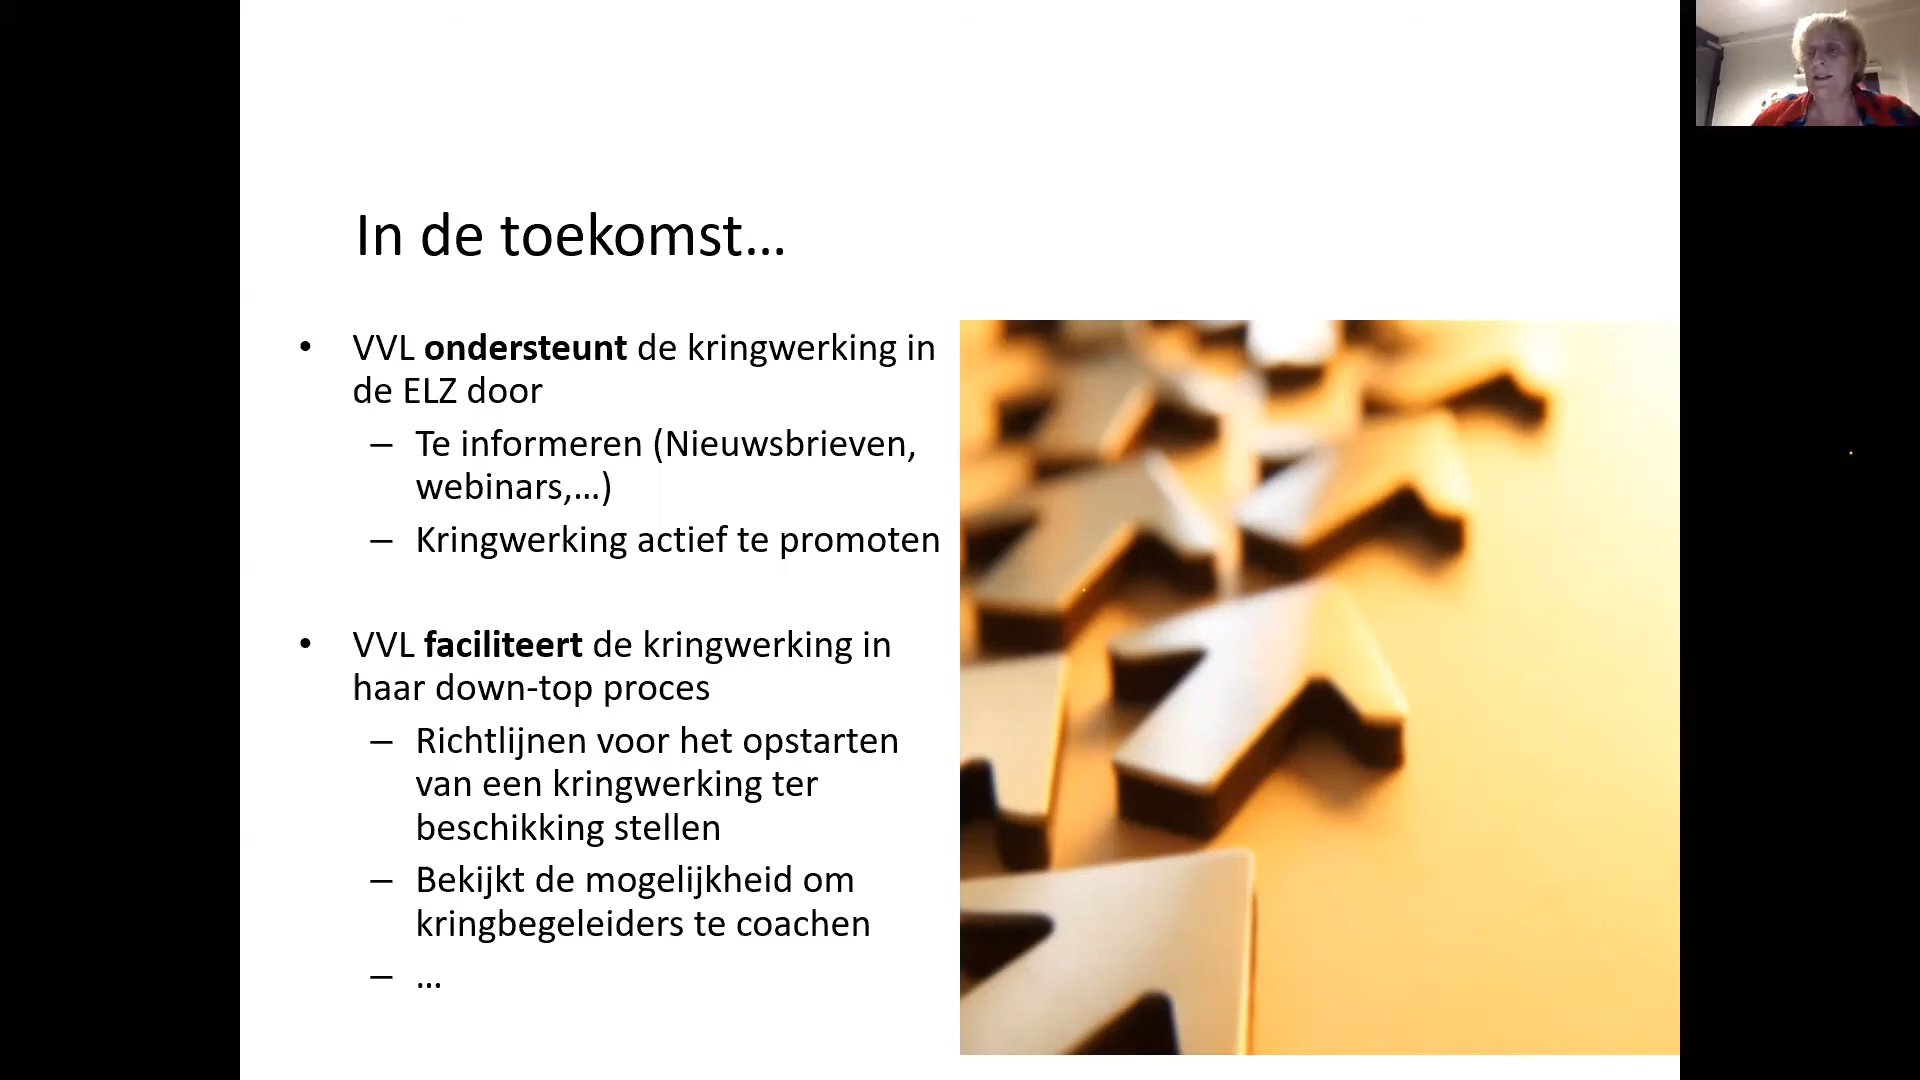 In de toekomst...
• VVL ondersteunt de kringwerking in
de ELZ door
– Te informeren (Nieuwsbrieven,
webinars,...)
– Kringwerking actief te promoten
• VVL faciliteert de kringwerking in
haar down-top proces
– Richtlijnen voor het opstarten
van een kringwerking ter
beschikking stellen
– Bekijkt de mogelijkheid om
kringbegeleiders te coachen
– ...